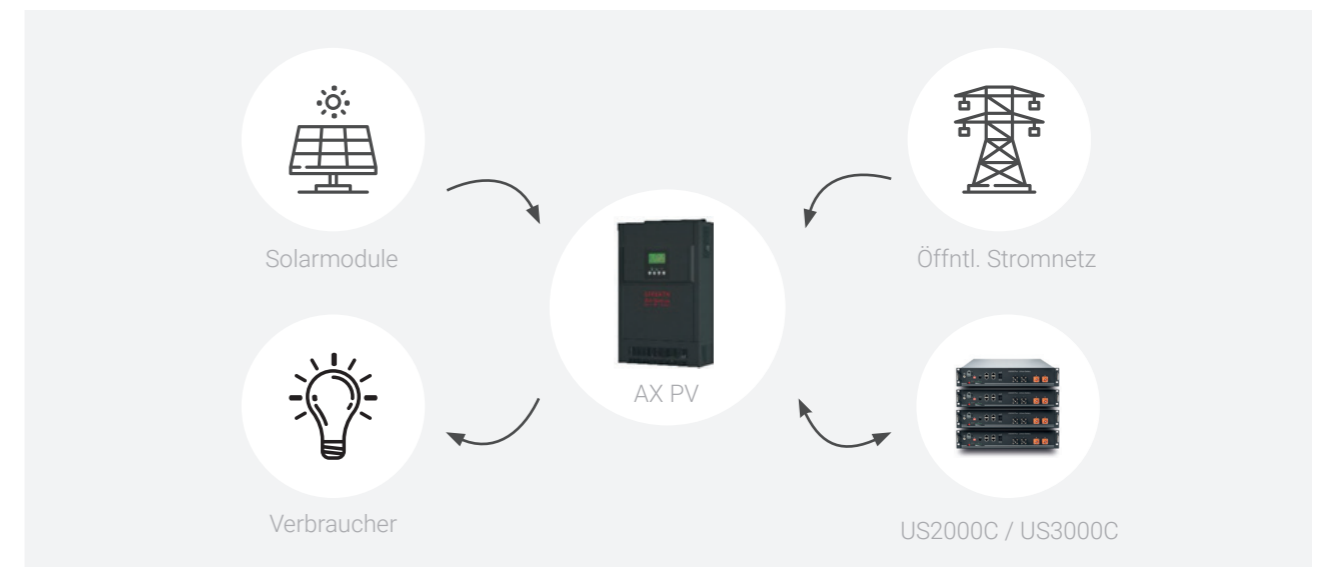 Solarmodule
Öffntl. Stromnetz
AX PV
Verbraucher
US2000C / US3000C